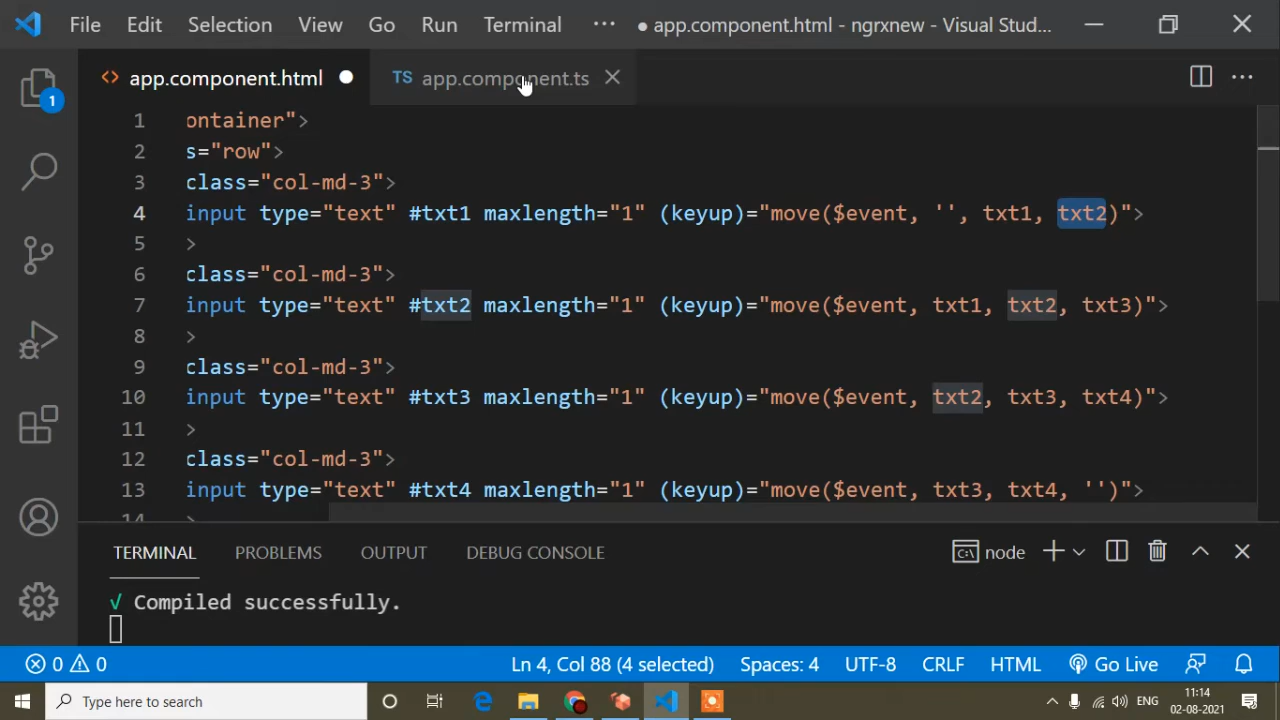 File Edit Selection View Go Run Terminal ··· ● app.component.html - ngrxnew - Visual Stud...
<> app.component.html ● TS app.component.ts
1
1 ontainer">
2 s="row">
3 class="col-md-3">
4 input type="text" #txt1 maxlength="1" (keyup)="move($event, '', txt1, txt2)">
5 >
6 class="col-md-3">
7 input type="text" #txt2 maxlength="1" (keyup)="move($event, txt1, txt2, txt3)">
8 >
9 class="col-md-3">
10 input type="text" #txt3 maxlength="1" (keyup)="move($event, txt2, txt3, txt4)">
11 >
12 class="col-md-3">
13 input type="text" #txt4 maxlength="1" (keyup)="move($event, txt3, txt4, '')">
14 >
TERMINAL PROBLEMS OUTPUT DEBUG CONSOLE node
√ Compiled successfully.
0 0 Ln 4, Col 88 (4 selected) Spaces: 4 UTF-8 CRLF HTML Go Live
Type here to search ENG 11:14
02-08-2021